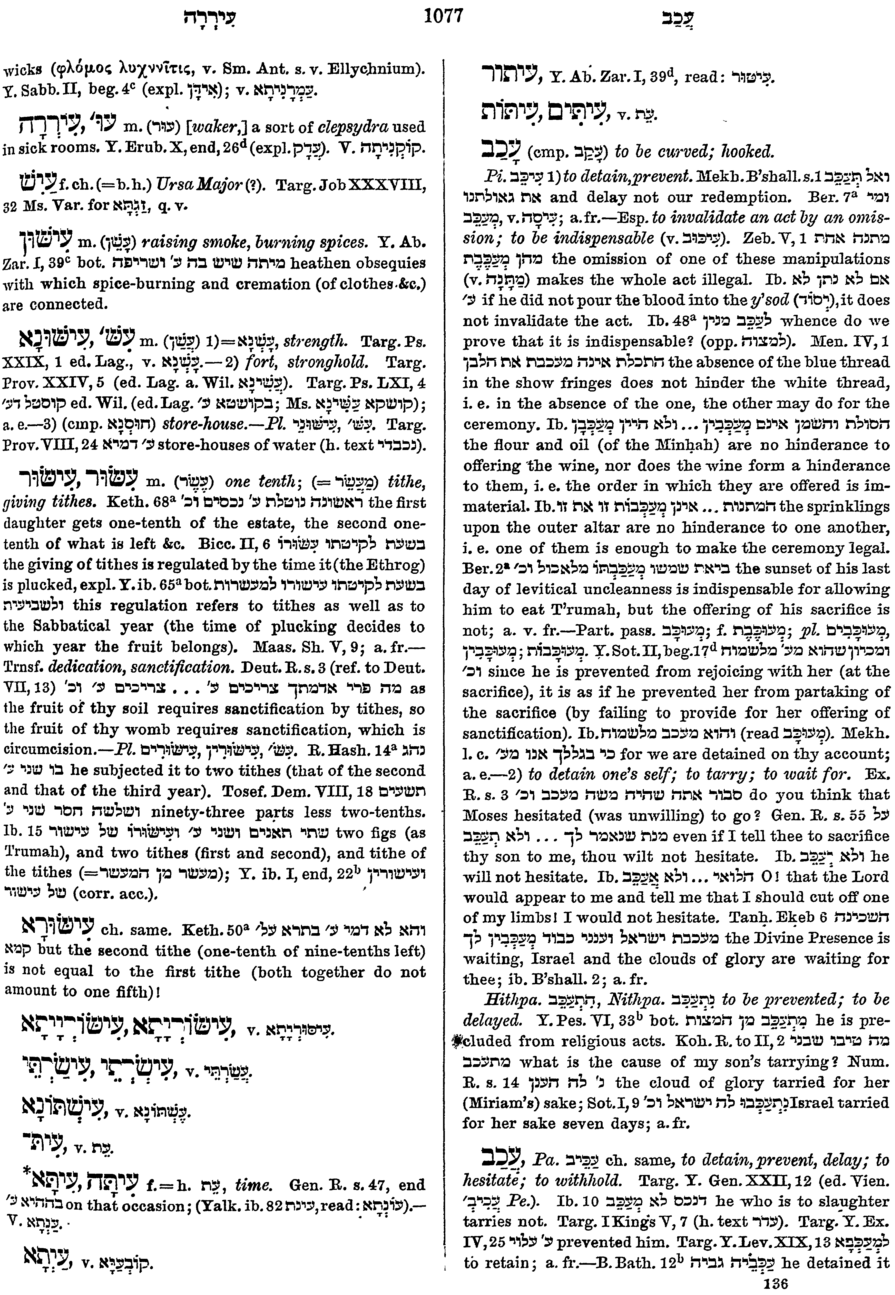 עִירְרָה 1077 עֲכַב
wicks (φλόμος λυχννῖτις, v. Sm. Ant. s. v. Ellychnium).
Y. Sabb. II, beg. 4ᶜ (expl. אִידָּן); v. עַמְרָנִיתָא.
עִירְרָה, עוֹ' m. (עור) [waker,] a sort of clepsydra used
in sick rooms. Y. Erub. X, end, 26ᵈ (expl. עֲרָק). V. קוֹקְנִיתָה.
עִישׁ f. ch. (=b. h.) Ursa Major (?). Targ. Job XXXVIII,
32 Ms. Var. for זַגְּתָא, q. v.
עִישּׁוּן m. (עָשֵׁן) raising smoke, burning spices. Y. Ab.
Zar. I, 39ᶜ bot. מיתה שיש בה ע' ושריפה heathen obsequies
with which spice-burning and cremation (of clothes &c.)
are connected.
עִישּׁוּנָא, עִשּׁ' m. (עֲשֵׁן) 1)=עֻשְׁנָא, strength. Targ. Ps.
XXIX, 1 ed. Lag., v. עֻשְּׁנָא.—2) fort, stronghold. Targ.
Prov. XXIV, 5 (ed. Lag. a. Wil. עֲשִׁינָא). Targ. Ps. LXI, 4
קוסטל דע' ed. Wil. (ed. Lag. בקושטא ע'; Ms. קושקא עֲשִׁינָא);
a. e.—3) (cmp. חוּסְנָא) store-house.—Pl. עִישּׁוּנֵי, עִשּׁ'. Targ.
Prov. VIII, 24 ע' דמיא store-houses of water (h. text נכבדי).
עִישּׂוּר, עִשּׂוּר m. (עֶשֶׂר) one tenth; (=מַעֲשֵׂר) tithe,
giving tithes. Keth. 68ᵃ ראשונה נוטלת ע' נכסים וכ' the first
daughter gets one-tenth of the estate, the second one-
tenth of what is left &c. Bicc. II, 6 בשעת לקיטתו עִשּׂוּרוֹ
the giving of tithes is regulated by the time it (the Ethrog)
is plucked, expl. Y. ib. 65ᵃ bot. בשעת לקיטתו עישורו למעשרות
ולשביעית this regulation refers to tithes as well as to
the Sabbatical year (the time of plucking decides to
which year the fruit belongs). Maas. Sh. V, 9; a. fr.—
Trnsf. dedication, sanctification. Deut. R. s. 3 (ref. to Deut.
VII, 13) מה פרי אדמתך צריכים ע' ... צריכים ע' וכ' as
the fruit of thy soil requires sanctification by tithes, so
the fruit of thy womb requires sanctification, which is
circumcision.—Pl. עִישּׂוּרִים, עִישּׂוּרִין, עִשּׂ'. R. Hash. 14ᵃ נהג
בו שני ע' he subjected it to two tithes (that of the second
and that of the third year). Tosef. Dem. VIII, 18 תשעים
ושלשה חסר שני ע' ninety-three parts less two-tenths.
Ib. 15 שתי תאנים ושני ע' ועישורו של עישור two figs (as
Trumah), and two tithes (first and second), and tithe of
the tithes (=מעשר מן המעשר); Y. ib. I, end, 22ᵇ ועישורין
של עישור (corr. acc.).
עִישּׂוּרָא ch. same. Keth. 50ᵃ והא לא דמי ע' בתרא על'
קמא but the second tithe (one-tenth of nine-tenths left)
is not equal to the first tithe (both together do not
amount to one fifth)!
עִישּׂוֹרְיָתָא, עִישּׂוֹרְיָיתָא, v. עִיסּוּרְיָתָא.
עִישְׂרְתֵּי, עִישַׂרְתֵּי, v. עֲשַׂרְתֵּי.
עִישְׁתּוֹנָא, v. עֶשְׁתּוֹנָא.
עִית־, v. עֵת.
*עִיתָּה, עִיתָּא f.=h. עֵת, time. Gen. R. s. 47, end
בההיא ע' on that occasion; (Yalk. ib. 82 עינת, read: עוֹנְתָא).—
V. עֲנְתָא.
עִיתָא, v. קוֹבְעִיָּא.
עיתור, Y. Ab. Zar. I, 39ᵈ, read: עִיטוּר.
עִיתִּים, עִיתּוֹת, v. עֵת.
עָכַב (cmp. עָקַב) to be curved; hooked.
Pi. עִיכֵּב 1) to detain, prevent. Mekh. B'shall. s. 1 ואל תְּעַכֵּב
את גאולתנו and delay not our redemption. Ber. 7ᵃ ומי
מְעַכֵּב, v. עִיסָּה; a. fr.—Esp. to invalidate an act by an omis-
sion; to be indispensable (v. עִיכּוּב). Zeb. V, 1 מתנה אחת
מהן מְעַכֶּבֶת the omission of one of these manipulations
(v. מַתָּנָה) makes the whole act illegal. Ib. אם לא נתן לא
ע' if he did not pour the blood into the y'sod (יְסוֹד), it does
not invalidate the act. Ib. 48ᵃ לעַכֵּב מנין whence do we
prove that it is indispensable? (opp. למצוה). Men. IV, 1
התכלת אינה מעכבת את הלבן the absence of the blue thread
in the show fringes does not hinder the white thread,
i. e. in the absence of the one, the other may do for the
ceremony. Ib. הסולת והשמן אינם מְעַכְּבִין ... ולא היין מְעַכְּבָן
the flour and oil (of the Minḥah) are no hinderance to
offering the wine, nor does the wine form a hinderance
to them, i. e. the order in which they are offered is im-
material. Ib. המתנות ... אינן מְעַכְּבוֹת זו את זו the sprinklings
upon the outer altar are no hinderance to one another,
i. e. one of them is enough to make the ceremony legal.
Ber. 2ᵃ ביאת שמשו מְעַכַּבְתּוֹ מלאכול וכ' the sunset of his last
day of levitical uncleanness is indispensable for allowing
him to eat T'rumah, but the offering of his sacrifice is
not; a. v. fr.—Part. pass. מְעוּכָּב; f. מְעוּכֶּבֶת; pl. מְעוּכָּבִים,
מְעוּכָּבִין; מְעוּכָּבוֹת. Y. Sot. II, beg. 17ᵈ ומכיון שהוא מע' מלשמוח
וכ' since he is prevented from rejoicing with her (at the
sacrifice), it is as if he prevented her from partaking of
the sacrifice (by failing to provide for her offering of
sanctification). Ib. והוא מעכב מלשמוח (read מְעוּכָּב). Mekh.
l. c. כי בגללך אנו מע' for we are detained on thy account;
a. e.—2) to detain one's self; to tarry; to wait for. Ex.
R. s. 3 סבור אתה שהיה משה מעכב וכ' do you think that
Moses hesitated (was unwilling) to go? Gen. R. s. 55 על
מנת שנאמר לך ... ולא תְעַכֵּב even if I tell thee to sacrifice
thy son to me, thou wilt not hesitate. Ib. ולא יְעַכֵּב he
will not hesitate. Ib. הלואי ... ולא אֲעַכֵּב O! that the Lord
would appear to me and tell me that I should cut off one
of my limbs! I would not hesitate. Tanḥ. Ekeb 6 השכינה
מעכבת ישראל וענני כבוד מְעַכְּבִין לך the Divine Presence is
waiting, Israel and the clouds of glory are waiting for
thee; ib. B'shall. 2; a. fr.
Hithpa. הִתְעַכֵּב, Nithpa. נִתְעַכֵּב to be prevented; to be
delayed. Y. Pes. VI, 33ᵇ bot. מִתְעַכֵּב מן המצות he is pre-
cluded from religious acts. Koh. R. to II, 2 מה טיבו שבני
מתעכב what is the cause of my son's tarrying? Num.
R. s. 14 נ' לה הענן the cloud of glory tarried for her
(Miriam's) sake; Sot. I, 9 נִתְעַכְּבוּ לה ישראל וכ' Israel tarried
for her sake seven days; a. fr.
עֲכַב, Pa. עַכֵּיב ch. same, to detain, prevent, delay; to
hesitate; to withhold. Targ. Y. Gen. XXII, 12 (ed. Vien.
עֲכִיב' Pe.). Ib. 10 דנכס לא מְעַכֵּב he who is to slaughter
tarries not. Targ. I Kings V, 7 (h. text עדר). Targ. Y. Ex.
IV, 25 ע' עלוי prevented him. Targ. Y. Lev. XIX, 13 למְעַכְּבָא
to retain; a. fr.—B. Bath. 12ᵇ עַכְּבֵיהּ גביה he detained it
136